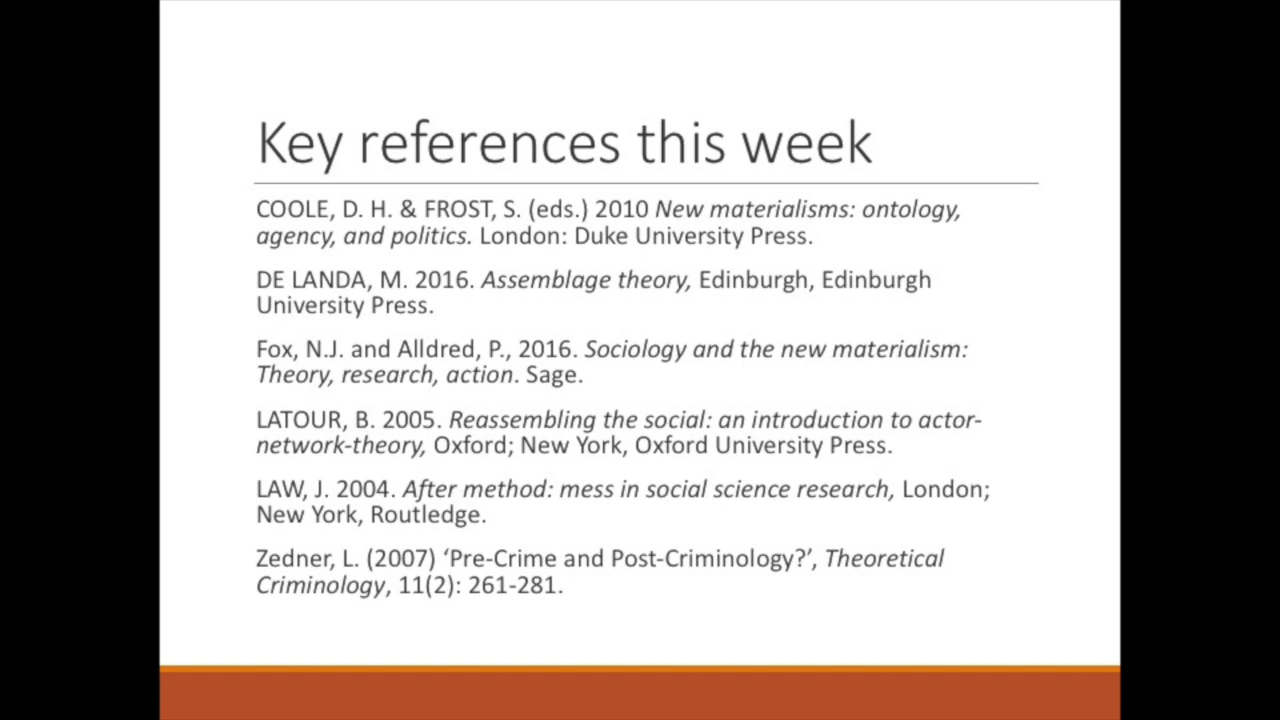 Key references this week
COOLE, D. H. & FROST, S. (eds.) 2010 New materialisms: ontology,
agency, and politics. London: Duke University Press.
DE LANDA, M. 2016. Assemblage theory, Edinburgh, Edinburgh
University Press.
Fox, N.J. and Alldred, P., 2016. Sociology and the new materialism:
Theory, research, action. Sage.
LATOUR, B. 2005. Reassembling the social: an introduction to actor-
network-theory, Oxford; New York, Oxford University Press.
LAW, J. 2004. After method: mess in social science research, London;
New York, Routledge.
Zedner, L. (2007) ‘Pre-Crime and Post-Criminology?’, Theoretical
Criminology, 11(2): 261-281.